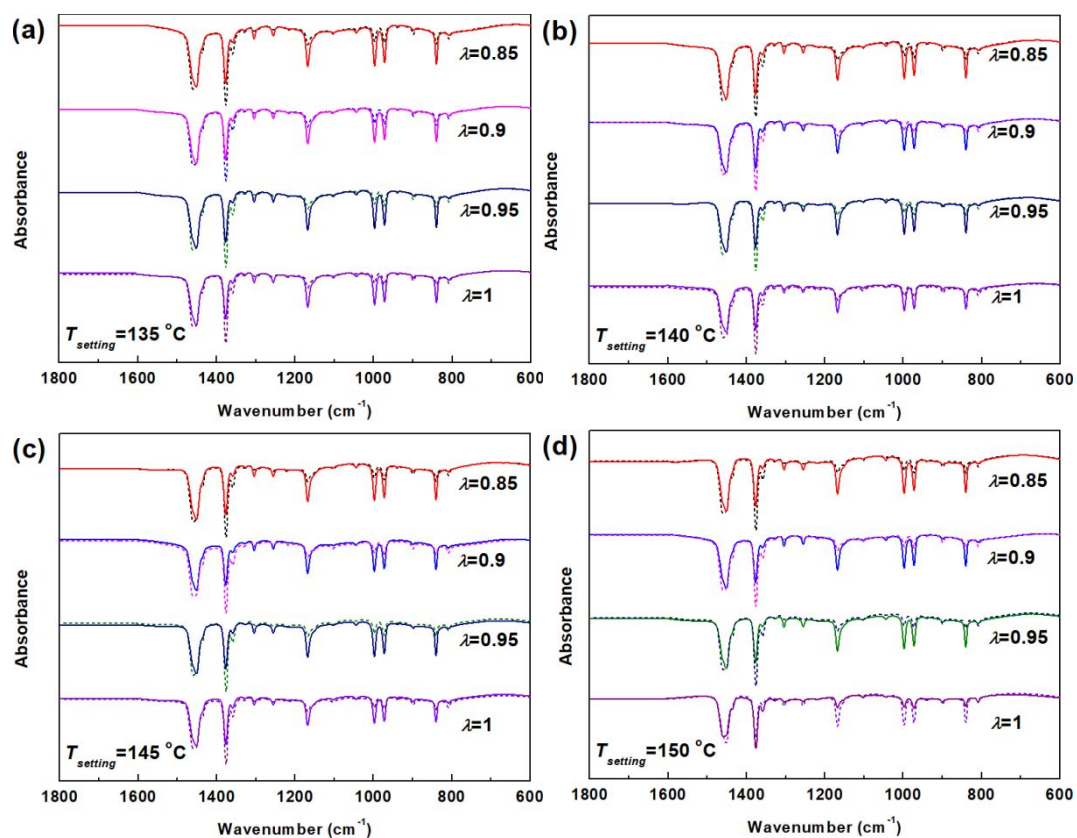 (a)
λ=0.85
λ=0.9
λ=0.95
λ=1
T_setting=135 °C
Absorbance
1800 1600 1400 1200 1000 800 600
Wavenumber (cm⁻¹)
(b)
λ=0.85
λ=0.9
λ=0.95
λ=1
T_setting=140 °C
Absorbance
1800 1600 1400 1200 1000 800 600
Wavenumber (cm⁻¹)
(c)
λ=0.85
λ=0.9
λ=0.95
λ=1
T_setting=145 °C
Absorbance
1800 1600 1400 1200 1000 800 600
Wavenumber (cm⁻¹)
(d)
λ=0.85
λ=0.9
λ=0.95
λ=1
T_setting=150 °C
Absorbance
1800 1600 1400 1200 1000 800 600
Wavenumber (cm⁻¹)